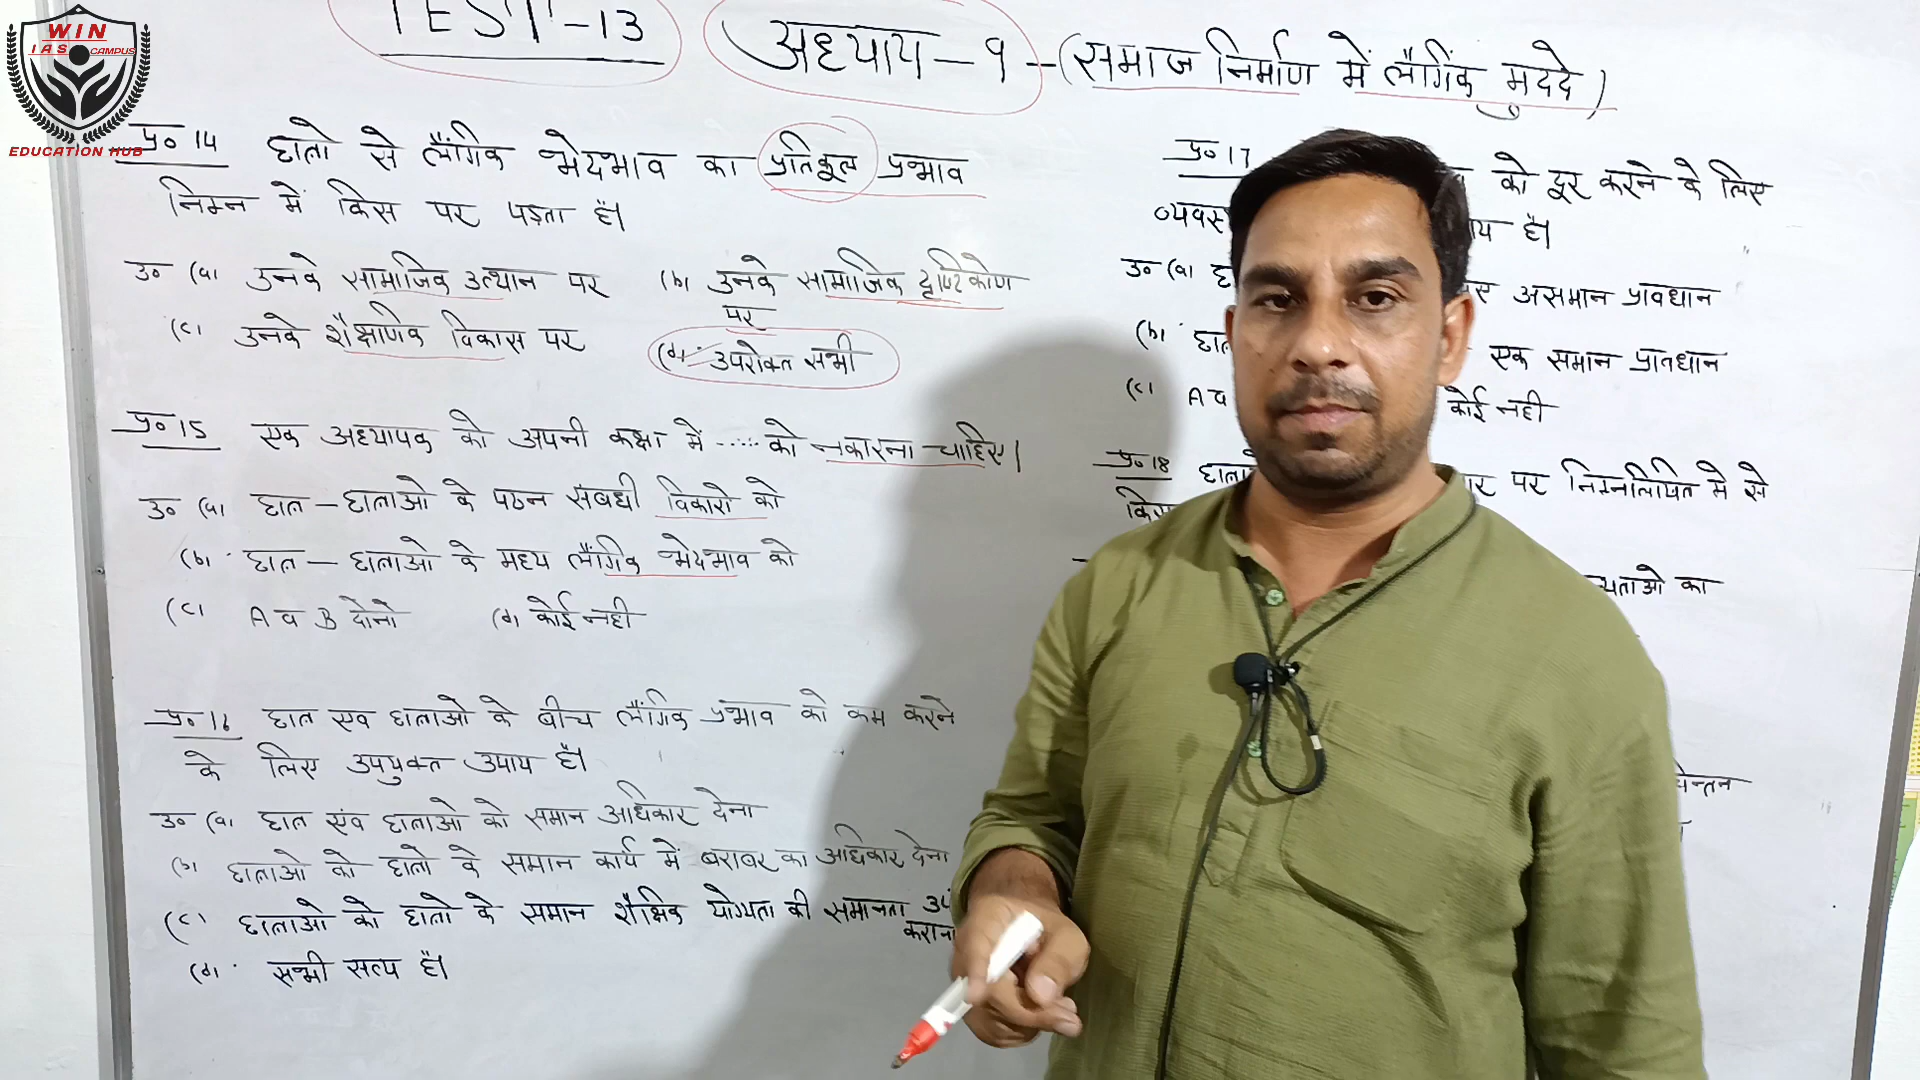 WIN
IAS CAMPUS
EDUCATION HUB
TEST-13
अध्याय - 9 - (समाज निर्माण में लैंगिक मुददे)
प्र० 14 छात्रो से लैंगिक भेदभाव का प्रतिकूल प्रभाव
निम्न में किस पर पड़ता है।
उ० (a) उनके सामाजिक उत्थान पर (b) उनके सामाजिक दृष्टिकोण
पर
(c) उनके शैक्षणिक विकास पर (d) उपरोक्त सभी
प्र० 15 एक अध्यापक को अपनी कक्षा में ...... को नकारना चाहिए।
उ० (a) छात्र - छात्राओ के पठन संबधी विकारो को
(b) छात्र - छात्राओ के मध्य लैंगिक भेदभाव को
(c) A व B दोनो (d) कोई नही
प्र० 16 छात्र एंव छात्राओ के बीच लैंगिक प्रभाव को कम करने
के लिए उपयुक्त उपाय है।
उ० (a) छात्र एंव छात्राओ को समान अधिकार देना
(b) छात्राओ को छात्रो के समान कार्य में बराबर का अधिकार देना
(c) छात्राओ को छात्रो के समान शैक्षिक योग्यता की समानता
कराना
(d) सभी सत्य है।
प्र० 17 को दूर करने के लिए
है।
उ० (a) असमान प्रावधान
(b) एक समान प्रावधान
(c) A व कोई नही
प्र० 18 पर निम्नलिखित में से
का